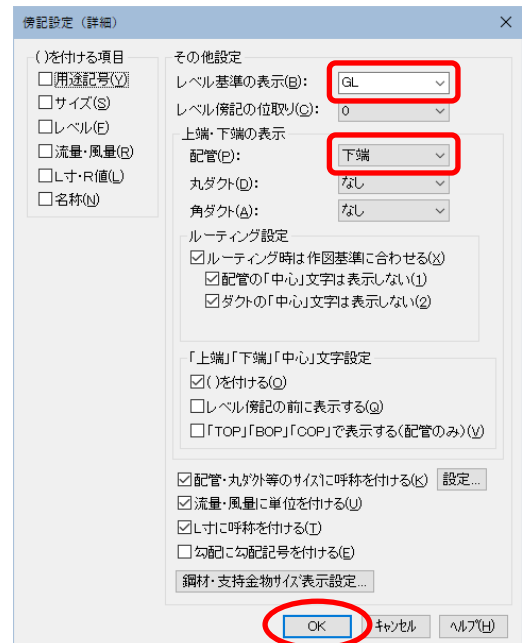 傍記設定（詳細）
( )を付ける項目
用途記号(Y)
サイズ(S)
レベル(F)
流量・風量(R)
L寸・R値(L)
名称(N)
その他設定
レベル基準の表示(B): GL
レベル傍記の位取り(C): 0
上端・下端の表示
配管(P): 下端
丸ダクト(D): なし
角ダクト(A): なし
ルーティング設定
ルーティング時は作図基準に合わせる(X)
配管の「中心」文字は表示しない(1)
ダクトの「中心」文字は表示しない(2)
「上端」「下端」「中心」文字設定
( )を付ける(O)
レベル傍記の前に表示する(Q)
「TOP」「BOP」「COP」で表示する(配管のみ)(V)
配管・丸ダクト等のサイズに呼称を付ける(K) 設定...
流量・風量に単位を付ける(U)
L寸に呼称を付ける(T)
勾配に勾配記号を付ける(E)
鋼材・支持金物サイズ表示設定...
OK キャンセル ヘルプ(H)